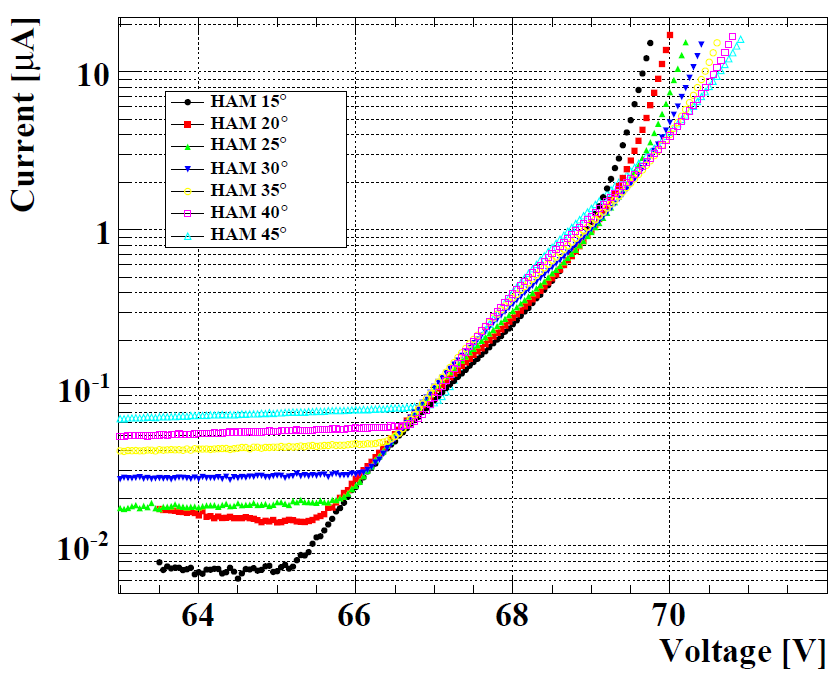 Current [μA]
10
1
10⁻¹
10⁻²
HAM 15°
HAM 20°
HAM 25°
HAM 30°
HAM 35°
HAM 40°
HAM 45°
64 66 68 70
Voltage [V]